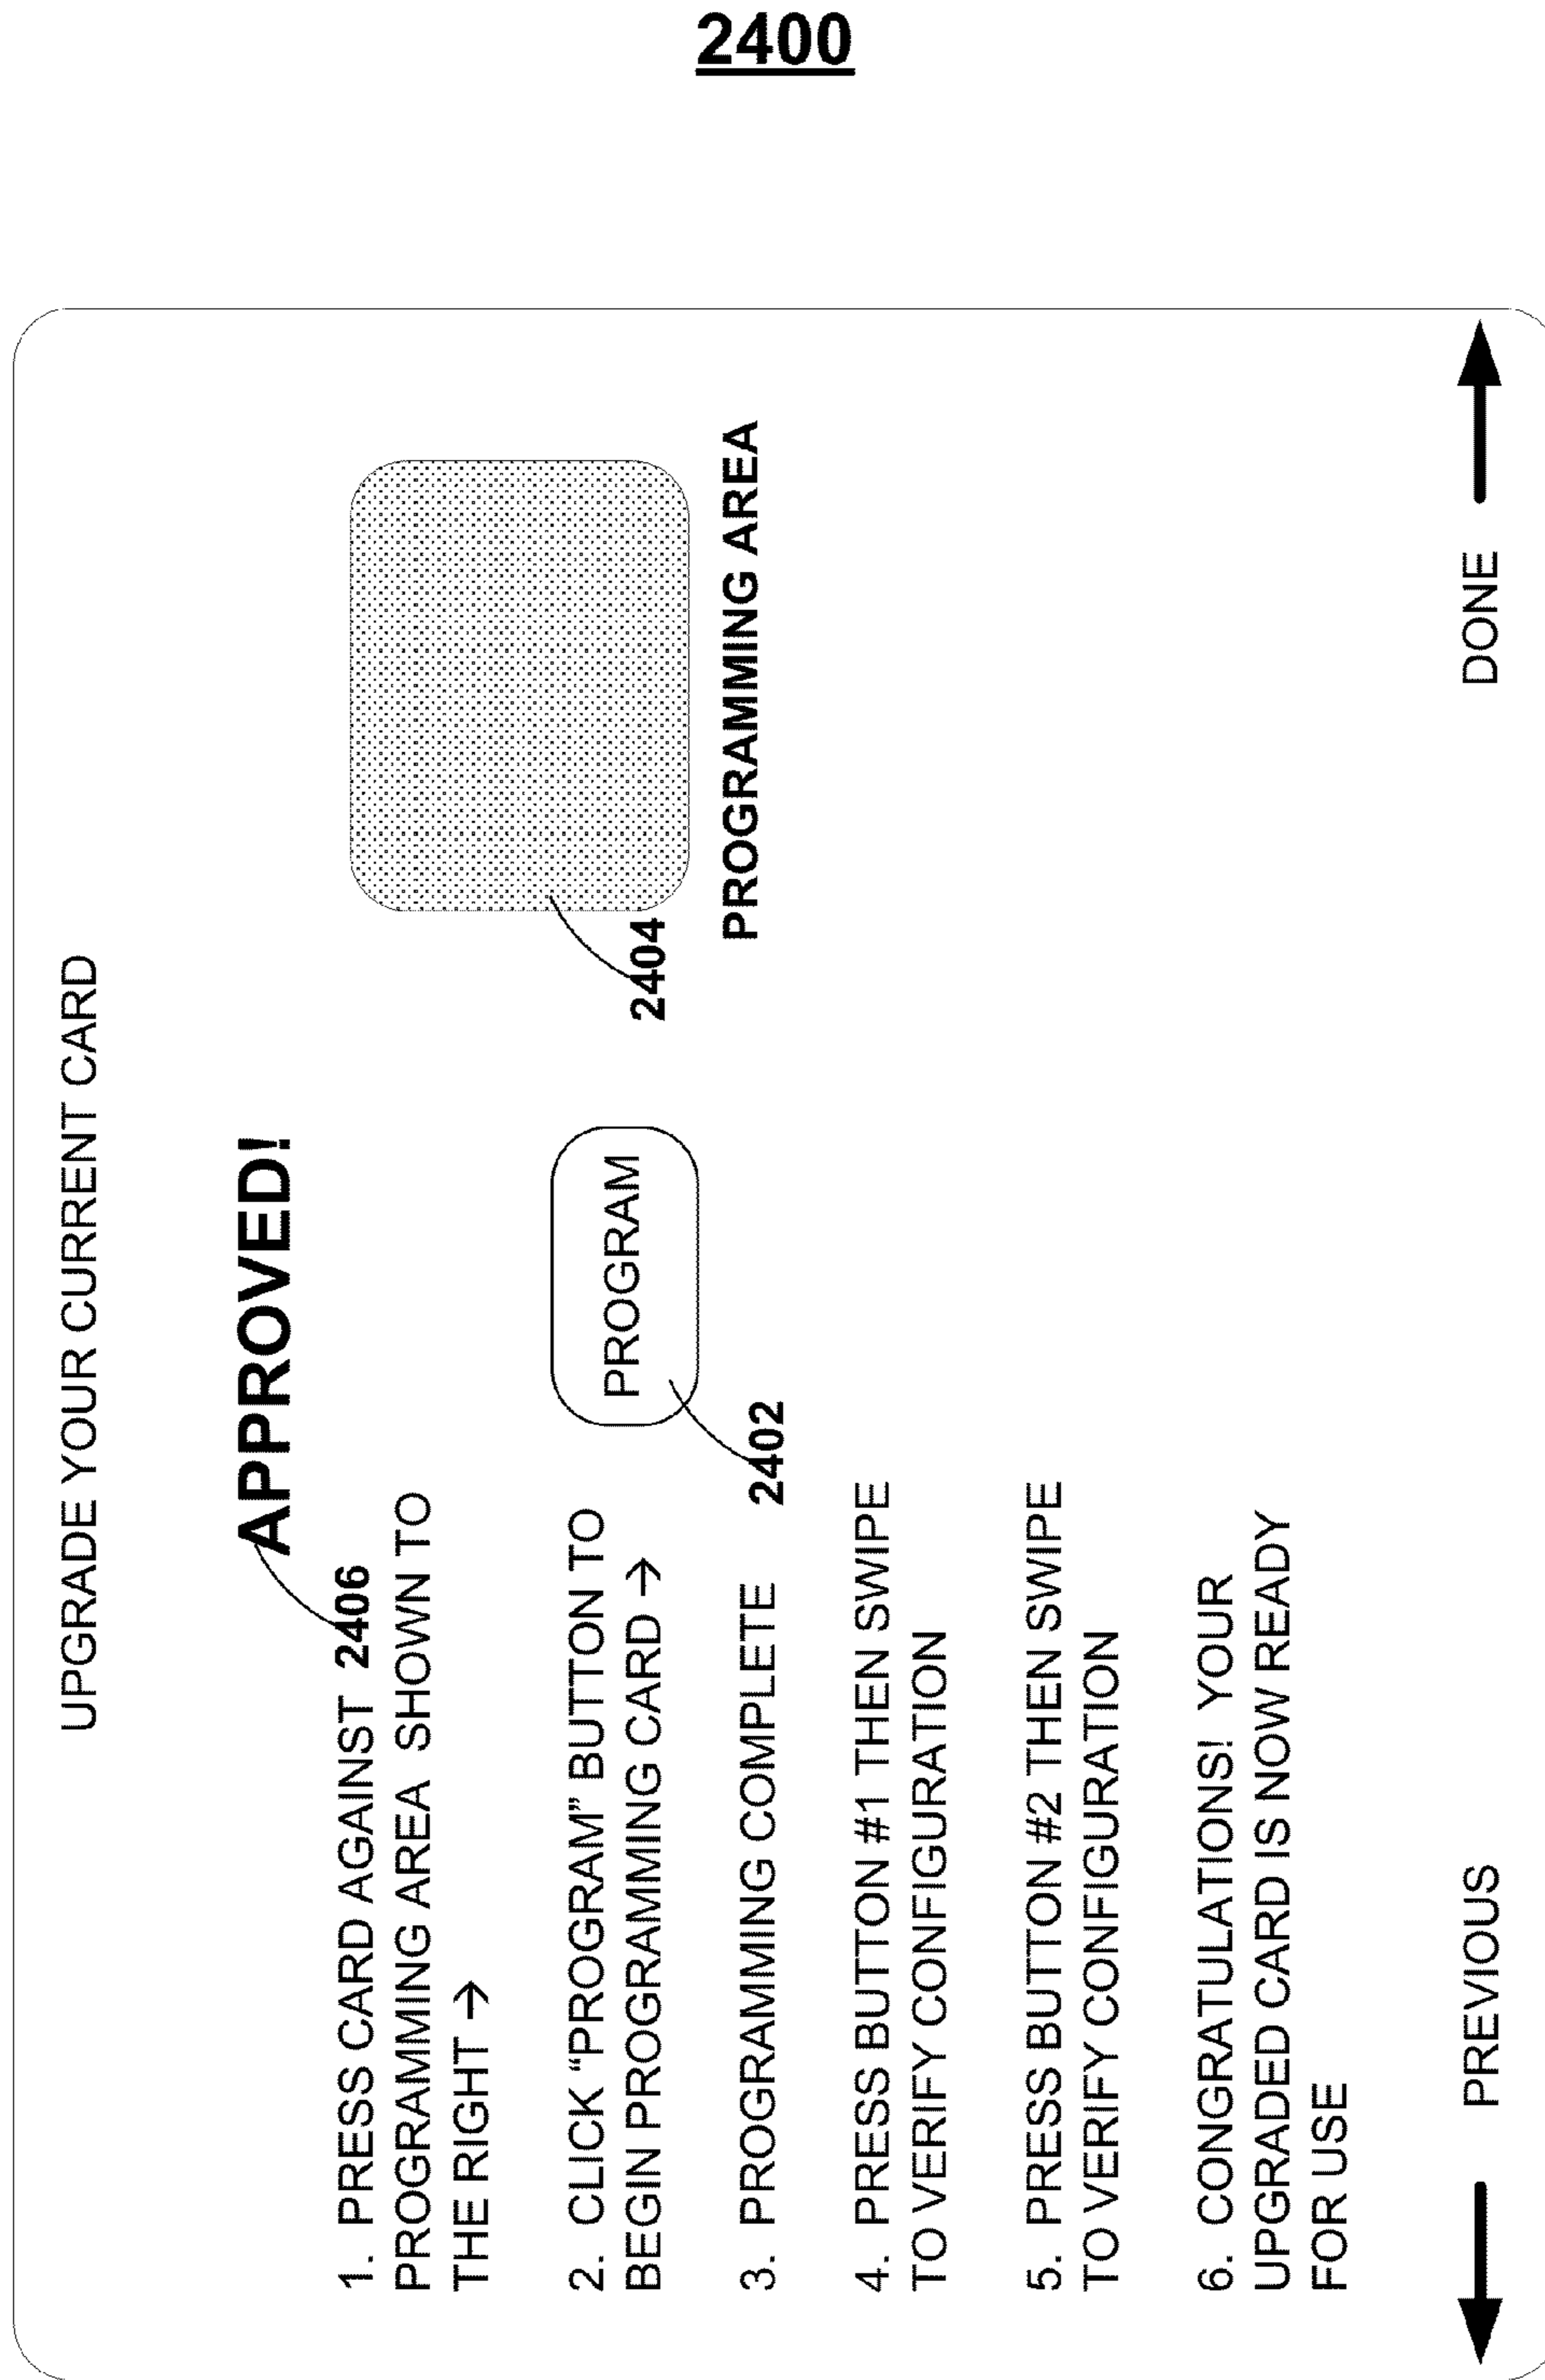 2400
UPGRADE YOUR CURRENT CARD
APPROVED!
2406
1. PRESS CARD AGAINST
PROGRAMMING AREA SHOWN TO
THE RIGHT →
2. CLICK “PROGRAM” BUTTON TO
BEGIN PROGRAMMING CARD →
PROGRAM
2402
2404
PROGRAMMING AREA
3. PROGRAMMING COMPLETE
4. PRESS BUTTON #1 THEN SWIPE
TO VERIFY CONFIGURATION
5. PRESS BUTTON #2 THEN SWIPE
TO VERIFY CONFIGURATION
6. CONGRATULATIONS! YOUR
UPGRADED CARD IS NOW READY
FOR USE
PREVIOUS
DONE